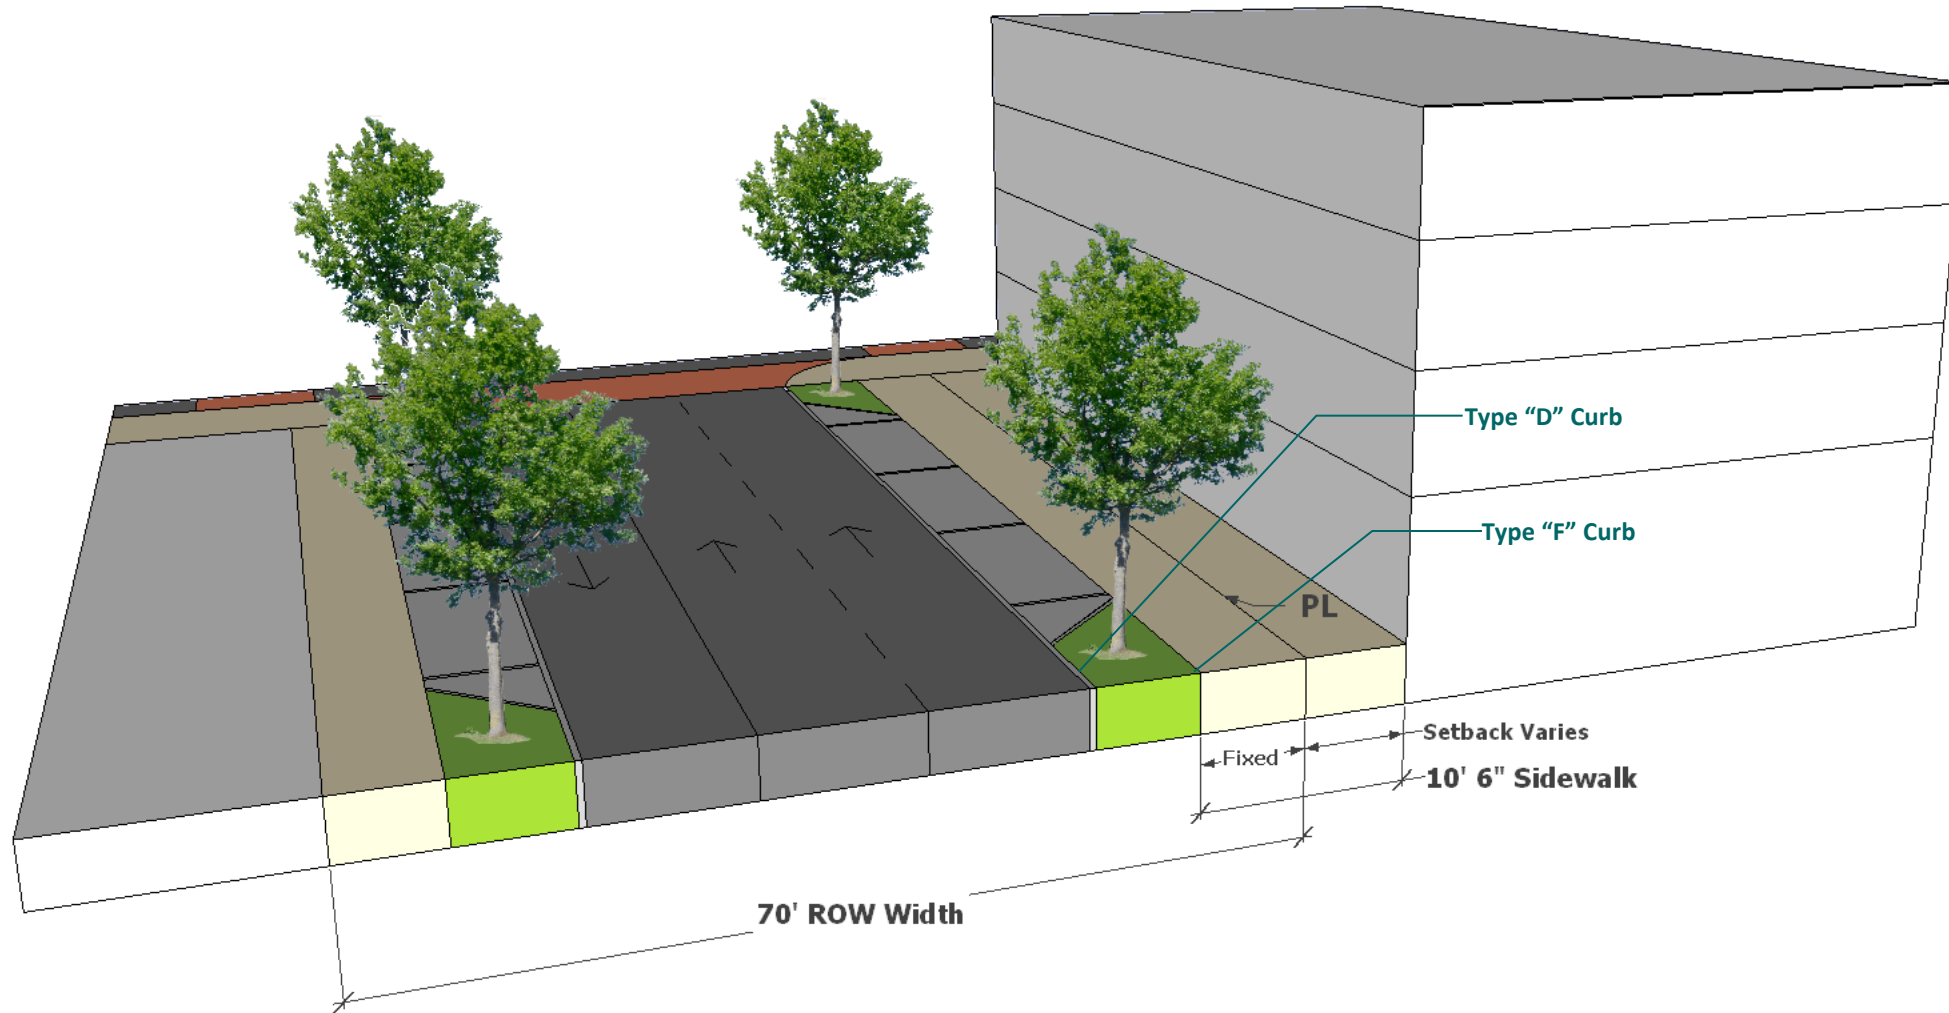 Type “D” Curb
Type “F” Curb
PL
Setback Varies
Fixed
10' 6" Sidewalk
70' ROW Width